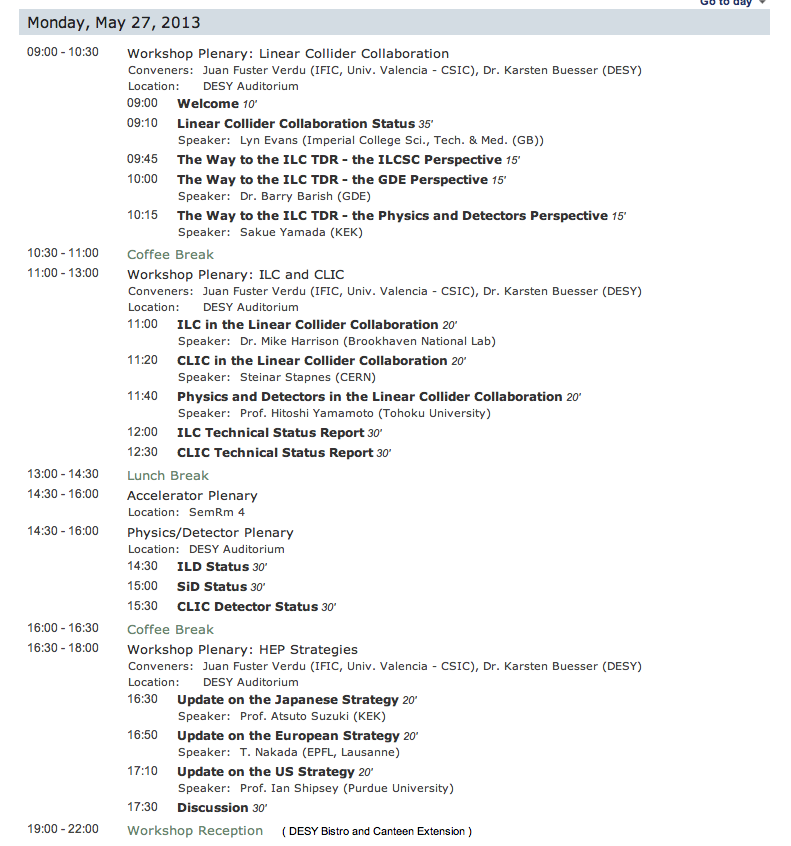 Go to day
Monday, May 27, 2013
09:00 - 10:30 Workshop Plenary: Linear Collider Collaboration
Conveners: Juan Fuster Verdu (IFIC, Univ. Valencia - CSIC), Dr. Karsten Buesser (DESY)
Location: DESY Auditorium
09:00 Welcome 10'
09:10 Linear Collider Collaboration Status 35'
Speaker: Lyn Evans (Imperial College Sci., Tech. & Med. (GB))
09:45 The Way to the ILC TDR - the ILCSC Perspective 15'
10:00 The Way to the ILC TDR - the GDE Perspective 15'
Speaker: Dr. Barry Barish (GDE)
10:15 The Way to the ILC TDR - the Physics and Detectors Perspective 15'
Speaker: Sakue Yamada (KEK)
10:30 - 11:00 Coffee Break
11:00 - 13:00 Workshop Plenary: ILC and CLIC
Conveners: Juan Fuster Verdu (IFIC, Univ. Valencia - CSIC), Dr. Karsten Buesser (DESY)
Location: DESY Auditorium
11:00 ILC in the Linear Collider Collaboration 20'
Speaker: Dr. Mike Harrison (Brookhaven National Lab)
11:20 CLIC in the Linear Collider Collaboration 20'
Speaker: Steinar Stapnes (CERN)
11:40 Physics and Detectors in the Linear Collider Collaboration 20'
Speaker: Prof. Hitoshi Yamamoto (Tohoku University)
12:00 ILC Technical Status Report 30'
12:30 CLIC Technical Status Report 30'
13:00 - 14:30 Lunch Break
14:30 - 16:00 Accelerator Plenary
Location: SemRm 4
14:30 - 16:00 Physics/Detector Plenary
Location: DESY Auditorium
14:30 ILD Status 30'
15:00 SiD Status 30'
15:30 CLIC Detector Status 30'
16:00 - 16:30 Coffee Break
16:30 - 18:00 Workshop Plenary: HEP Strategies
Conveners: Juan Fuster Verdu (IFIC, Univ. Valencia - CSIC), Dr. Karsten Buesser (DESY)
Location: DESY Auditorium
16:30 Update on the Japanese Strategy 20'
Speaker: Prof. Atsuto Suzuki (KEK)
16:50 Update on the European Strategy 20'
Speaker: T. Nakada (EPFL, Lausanne)
17:10 Update on the US Strategy 20'
Speaker: Prof. Ian Shipsey (Purdue University)
17:30 Discussion 30'
19:00 - 22:00 Workshop Reception ( DESY Bistro and Canteen Extension )